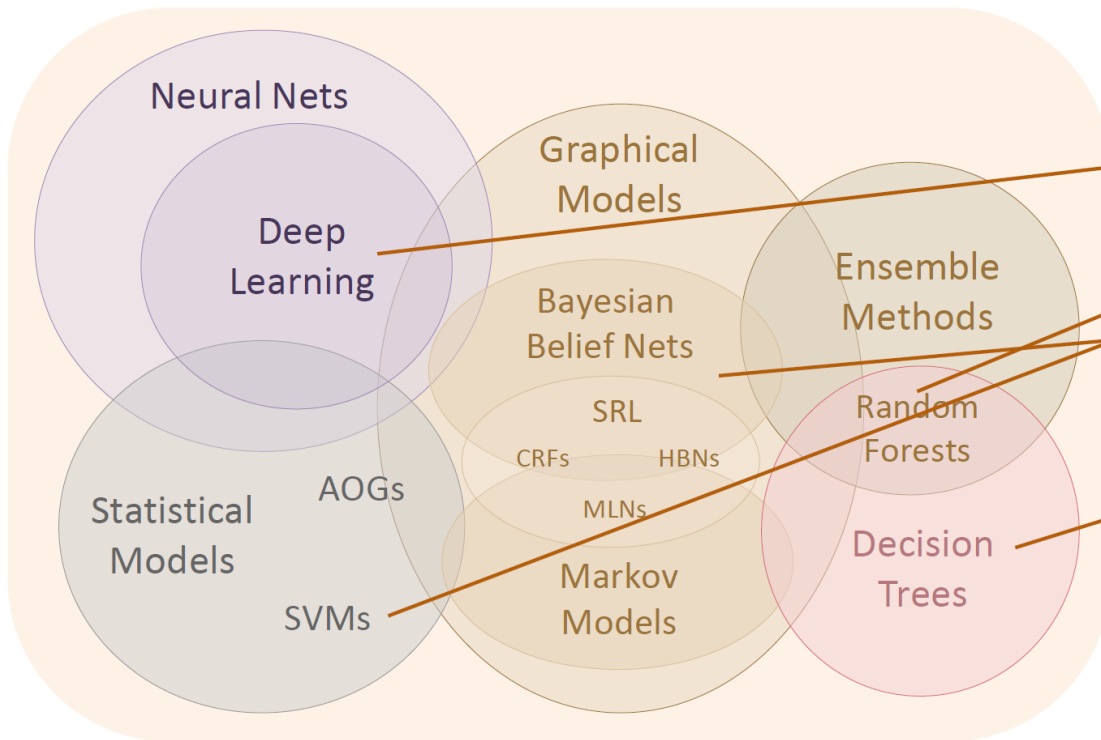 Neural Nets
Deep
Learning
Graphical
Models
Ensemble
Methods
Bayesian
Belief Nets
SRL
CRFs
HBNs
MLNs
Markov
Models
Random
Forests
Decision
Trees
Statistical
Models
AOGs
SVMs